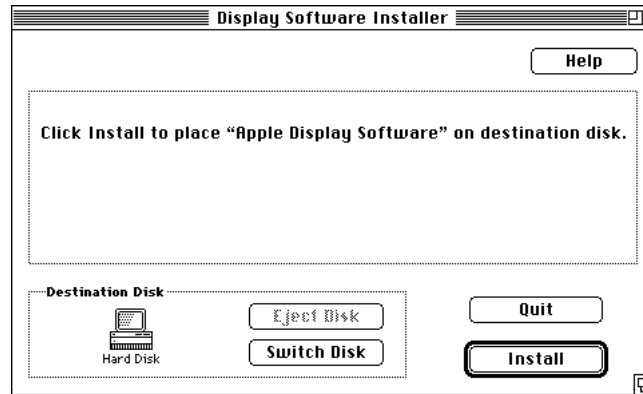 Display Software Installer
Help
Click Install to place “Apple Display Software” on destination disk.
Destination Disk
Eject Disk
Quit
Hard Disk
Switch Disk
Install